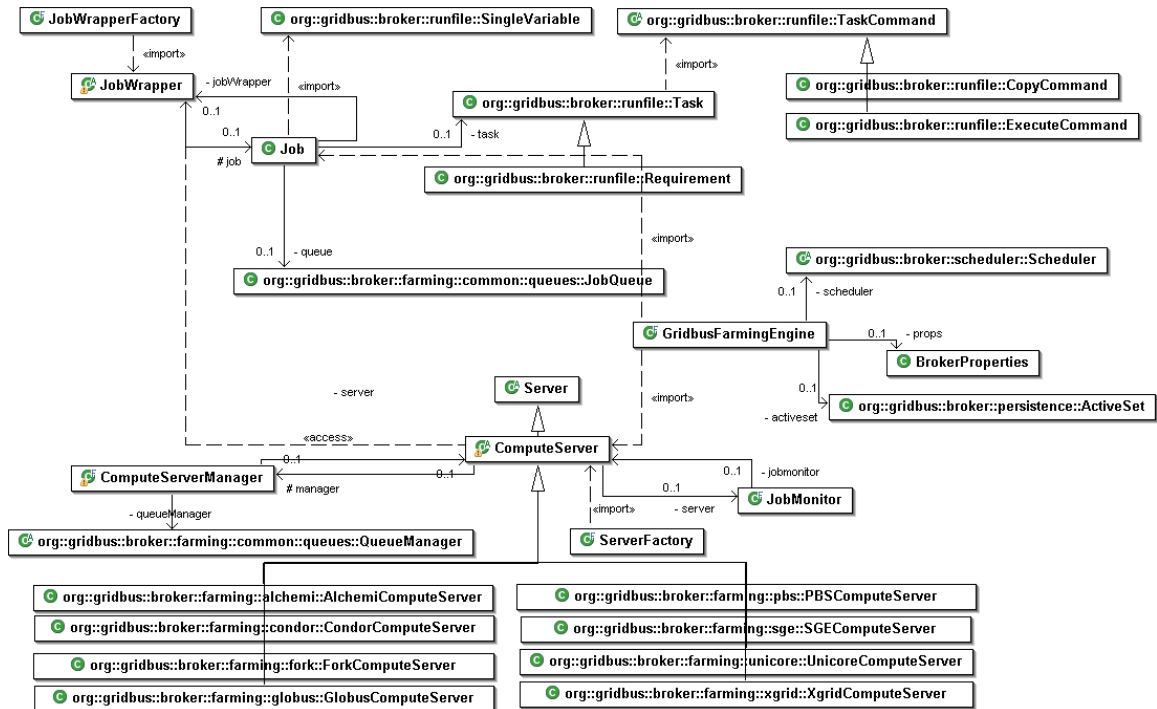 JobWrapperFactory
org::gridbus::broker::runfile::SingleVariable
org::gridbus::broker::runfile::TaskCommand
«import»
JobWrapper
- jobWrapper
«import»
«import»
org::gridbus::broker::runfile::CopyCommand
0..1
org::gridbus::broker::runfile::Task
org::gridbus::broker::runfile::ExecuteCommand
0..1
Job
# job
0..1
- task
org::gridbus::broker::runfile::Requirement
«import»
0..1
- queue
org::gridbus::broker::scheduler::Scheduler
org::gridbus::broker::farming::common::queues::JobQueue
0..1
- scheduler
GridbusFarmingEngine
0..1
- props
BrokerProperties
- server
Server
«import»
0..1
- activeset
org::gridbus::broker::persistence::ActiveSet
«access»
ComputeServer
0..1
0..1
ComputeServerManager
# manager
0..1
- jobmonitor
0..1
- server
JobMonitor
- queueManager
«import»
org::gridbus::broker::farming::common::queues::QueueManager
ServerFactory
org::gridbus::broker::farming::alchemi::AlchemiComputeServer
org::gridbus::broker::farming::pbs::PBSComputeServer
org::gridbus::broker::farming::condor::CondorComputeServer
org::gridbus::broker::farming::sge::SGEComputeServer
org::gridbus::broker::farming::fork::ForkComputeServer
org::gridbus::broker::farming::unicore::UnicoreComputeServer
org::gridbus::broker::farming::globus::GlobusComputeServer
org::gridbus::broker::farming::xgrid::XgridComputeServer